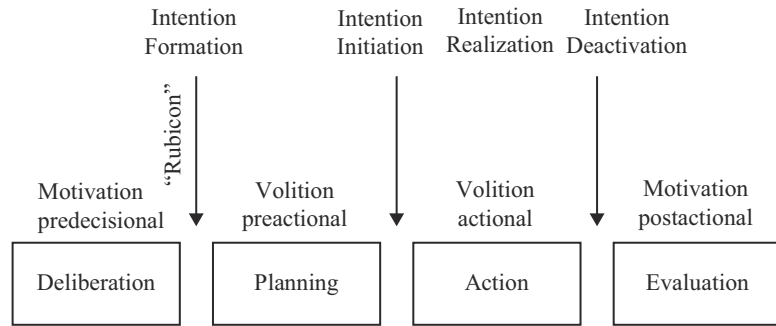 Intention
Formation
Intention
Initiation
Intention
Realization
Intention
Deactivation
“Rubicon”
Motivation
predecisional
Volition
preactional
Volition
actional
Motivation
postactional
Deliberation
Planning
Action
Evaluation